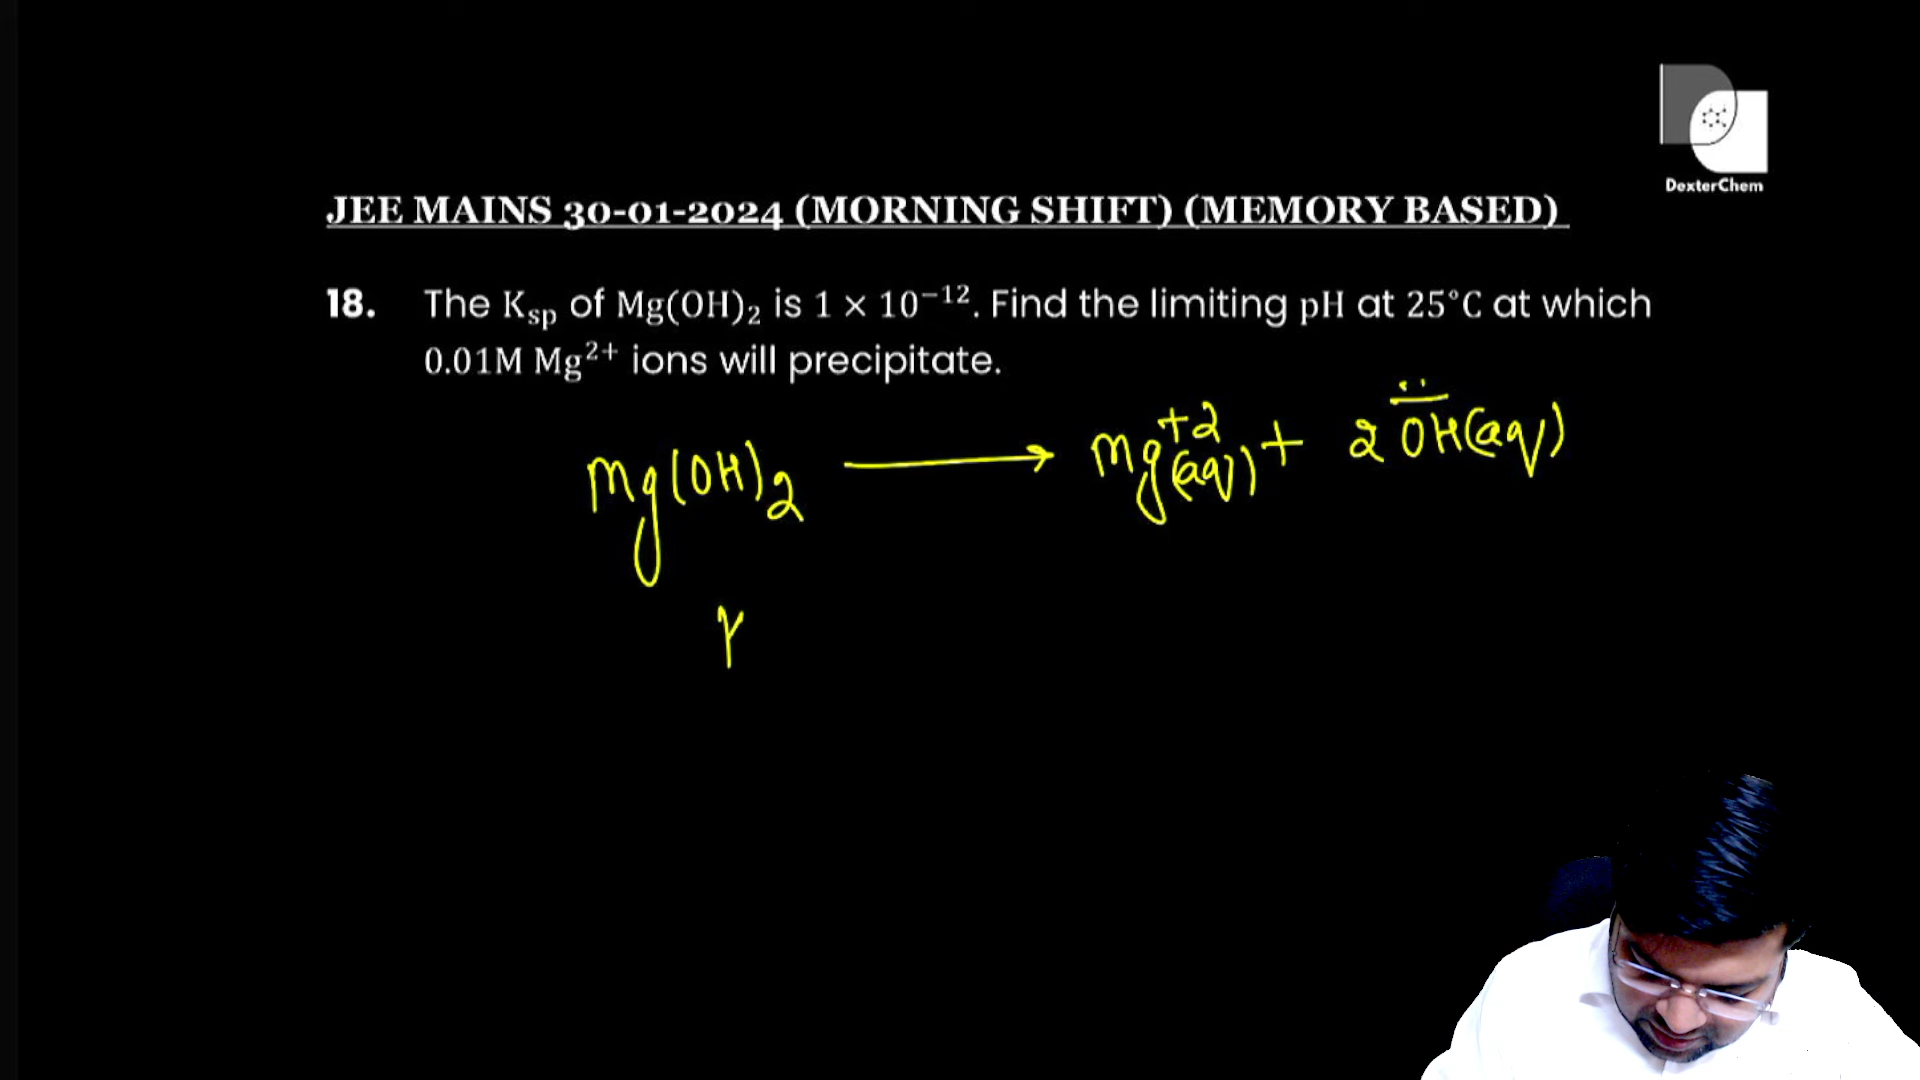 DexterChem
JEE MAINS 30-01-2024 (MORNING SHIFT) (MEMORY BASED)
18. The Ksp of Mg(OH)₂ is 1 × 10⁻¹². Find the limiting pH at 25°C at which
0.01M Mg²⁺ ions will precipitate.
Mg(OH)₂ ⟶ Mg⁺²(aq) + 2 OH(aq)